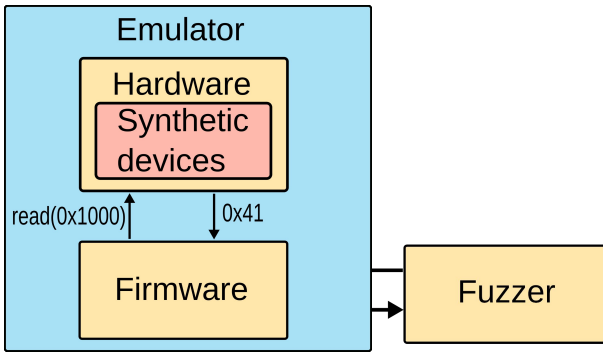 Emulator
Hardware
Synthetic
devices
read(0x1000)
0x41
Firmware
Fuzzer